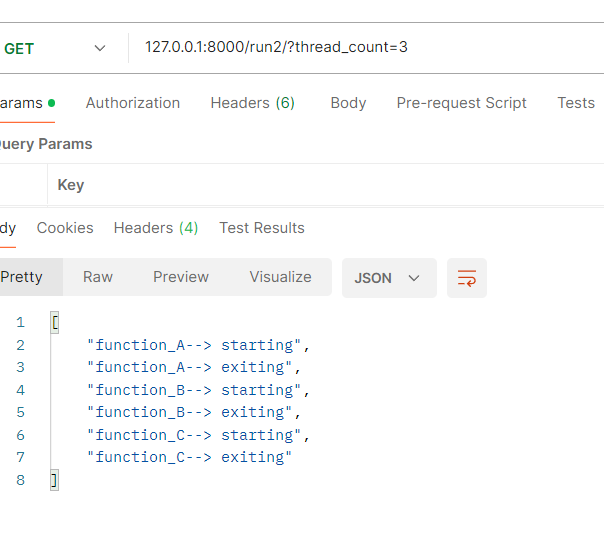 GET 127.0.0.1:8000/run2/?thread_count=3
arams Authorization Headers (6) Body Pre-request Script Tests
uery Params
Key
dy Cookies Headers (4) Test Results
Pretty Raw Preview Visualize JSON
1 [
2 "function_A--> starting",
3 "function_A--> exiting",
4 "function_B--> starting",
5 "function_B--> exiting",
6 "function_C--> starting",
7 "function_C--> exiting"
8 ]